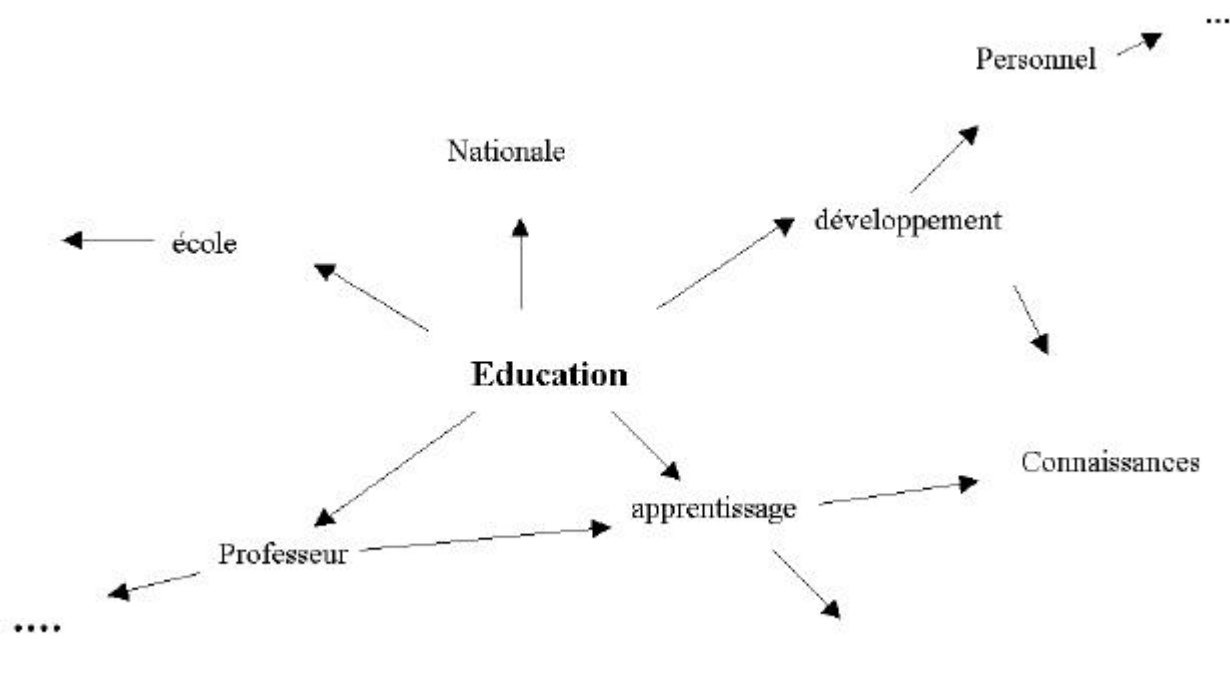 ...
Personnel
Nationale
développement
école
Education
Connaissances
apprentissage
Professeur
....